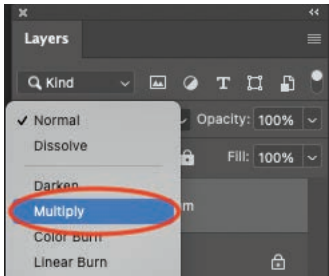 Layers
Kind
Normal Opacity: 100%
Dissolve
Fill: 100%
Darken
Multiply m
Color Burn
Linear Burn